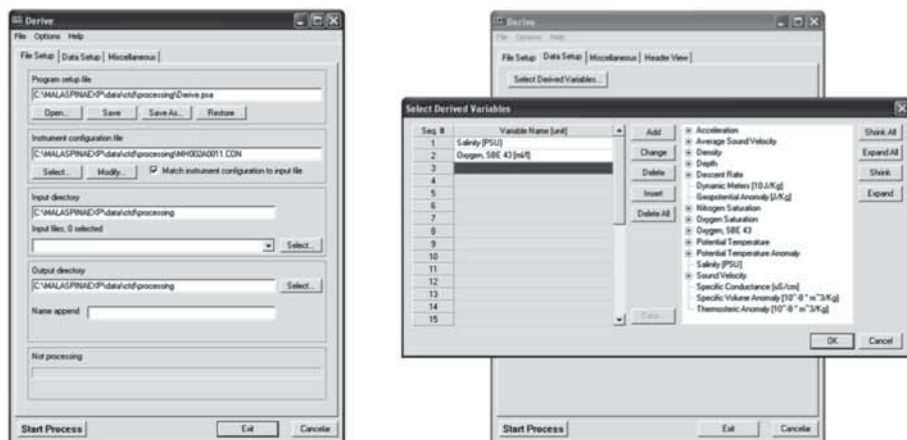 Derive
File Options Help
File Setup Data Setup Miscellaneous
Program setup file
C:\MALASPINAEXP\data\ctd\processing\Derive.psa
Open... Save Save As... Restore
Instrument configuration file
C:\MALASPINAEXP\data\ctd\processing\MH002A0011.CON
Select... Modify... Match instrument configuration to input file
Input directory
C:\MALASPINAEXP\data\ctd\processing
Input files, 0 selected
Select...
Output directory
C:\MALASPINAEXP\data\ctd\processing
Select...
Name append
Not processing
Start Process Exit Cancelar
Derive
File Options Help
File Setup Data Setup Miscellaneous Header View
Select Derived Variables...
Select Derived Variables
Seq. # Variable Name [unit]
1 Salinity [PSU]
2 Oxygen, SBE 43 [ml/l]
3
4
5
6
7
8
9
10
11
12
13
14
15
Add
Change
Delete
Insert
Delete All
Acceleration
Average Sound Velocity
Density
Depth
Descent Rate
Dynamic Meters [10 J/Kg]
Geopotential Anomaly [J/Kg]
Nitrogen Saturation
Oxygen Saturation
Oxygen, SBE 43
Potential Temperature
Potential Temperature Anomaly
Salinity [PSU]
Sound Velocity
Specific Conductance [uS/cm]
Specific Volume Anomaly [10^-8 * m^3/Kg]
Thermosteric Anomaly [10^-8 * m^3/Kg]
Shrink All
Expand All
Shrink
Expand
OK Cancel
Start Process Exit Cancelar